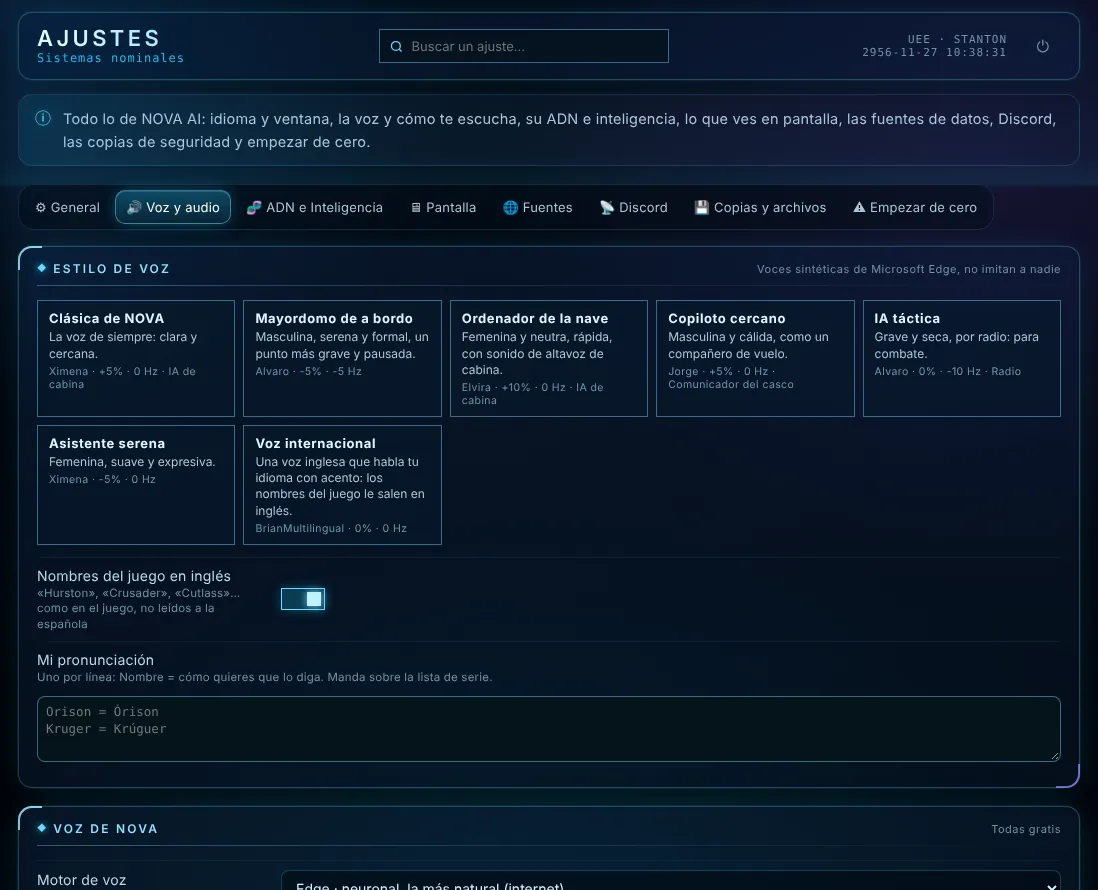 AJUSTES
Sistemas nominales
Buscar un ajuste...
UEE · STANTON
2956-11-27 10:38:31
Todo lo de NOVA AI: idioma y ventana, la voz y cómo te escucha, su ADN e inteligencia, lo que ves en pantalla, las fuentes de datos, Discord,
las copias de seguridad y empezar de cero.
General
Voz y audio
ADN e Inteligencia
Pantalla
Fuentes
Discord
Copias y archivos
Empezar de cero
ESTILO DE VOZ
Voces sintéticas de Microsoft Edge, no imitan a nadie
Clásica de NOVA
La voz de siempre: clara y
cercana.
Ximena · +5% · 0 Hz · IA de
cabina
Mayordomo de a bordo
Masculina, serena y formal, un
punto más grave y pausada.
Alvaro · -5% · -5 Hz
Ordenador de la nave
Femenina y neutra, rápida,
con sonido de altavoz de
cabina.
Elvira · +10% · 0 Hz · IA de
cabina
Copiloto cercano
Masculina y cálida, como un
compañero de vuelo.
Jorge · +5% · 0 Hz ·
Comunicador del casco
IA táctica
Grave y seca, por radio: para
combate.
Alvaro · 0% · -10 Hz · Radio
Asistente serena
Femenina, suave y expresiva.
Ximena · -5% · 0 Hz
Voz internacional
Una voz inglesa que habla tu
idioma con acento: los
nombres del juego le salen en
inglés.
BrianMultilingual · 0% · 0 Hz
Nombres del juego en inglés
«Hurston», «Crusader», «Cutlass»...
como en el juego, no leídos a la
española
Mi pronunciación
Uno por línea: Nombre = cómo quieres que lo diga. Manda sobre la lista de serie.
Orison = Órison
Kruger = Krúguer
VOZ DE NOVA
Todas gratis
Motor de voz
Edge · neuronal, la más natural (internet)